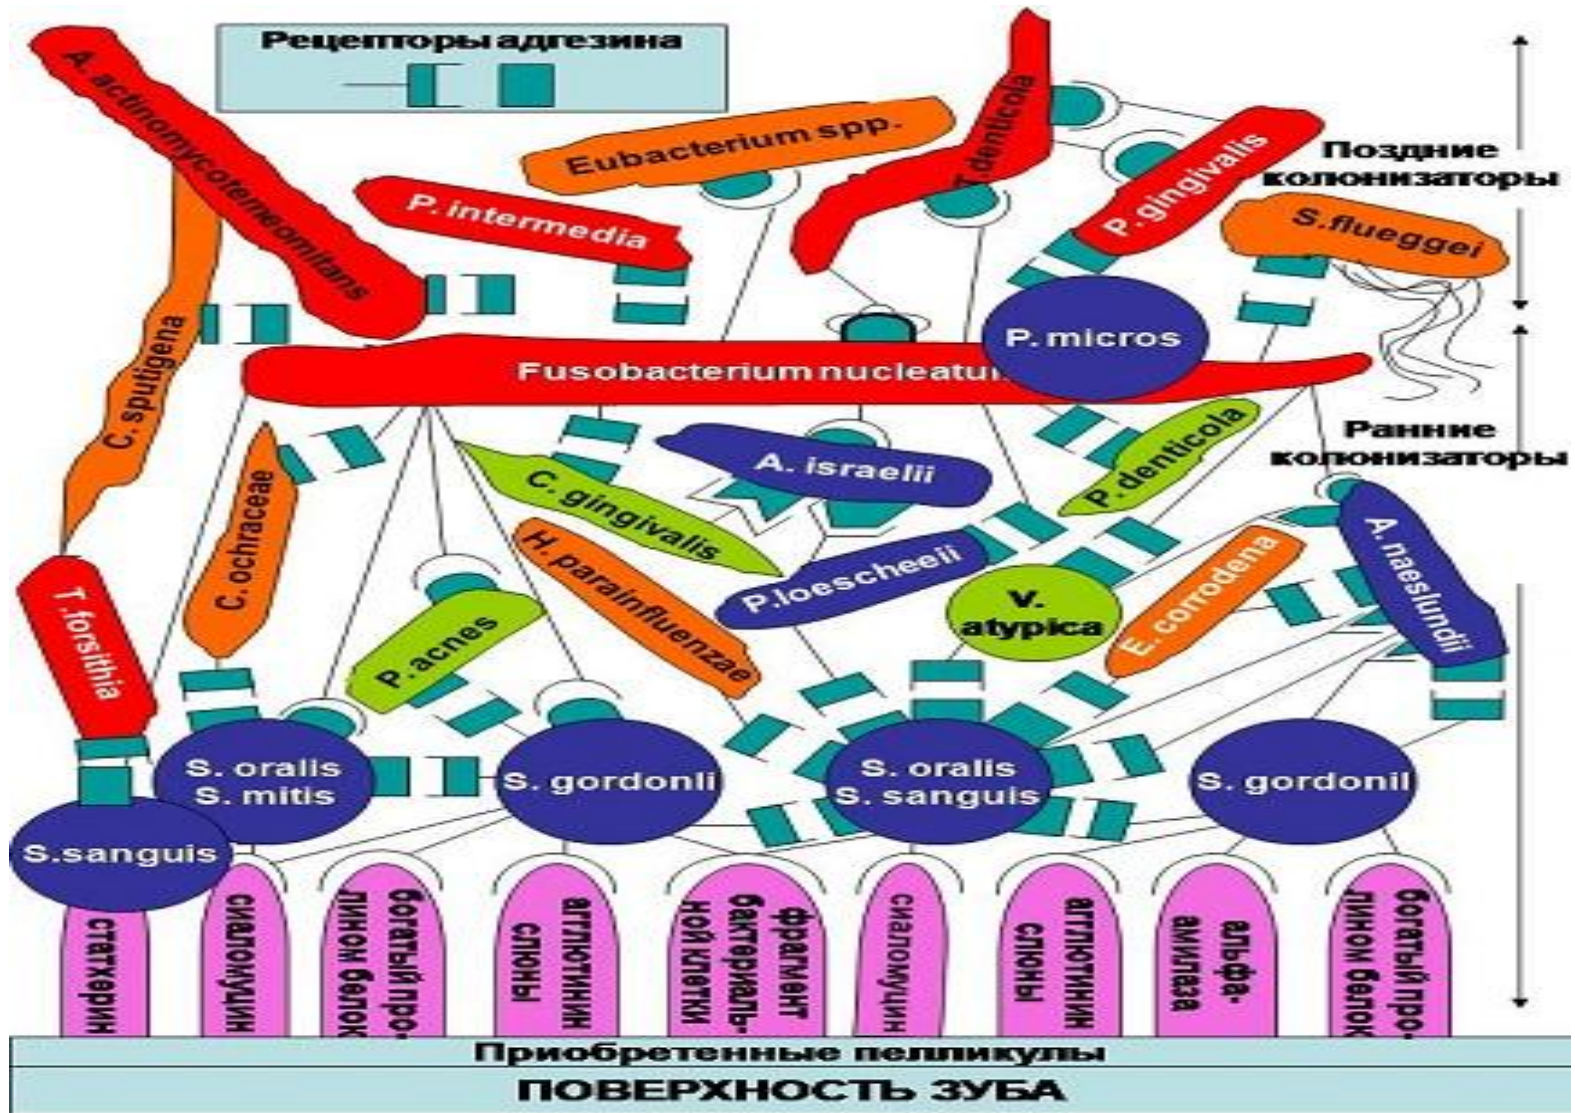 Рецепторы адгезина
A. actinomycotemeomitans
Eubacterium spp.
T.denticola
P. intermedia
P. gingivalis
Поздние
колонизаторы
S.flueggei
C. sputigena
P. micros
Fusobacterium nucleatum
Ранние
колонизаторы
C. ochraceae
C. gingivalis
A. israelii
P. denticola
H. parainfluenzae
P.loescheeii
V.
atypica
E. corrodena
A. naeslundii
T.forsithia
P. acnes
S. oralis
S. mitis
S. gordonli
S. oralis
S. sanguis
S. gordonil
S.sanguis
статхерин
сиаломуцин
богатый про-
лином белок
агглютинин
слюны
фрагмент
бактериаль-
ной клетки
сиаломуцин
агглютинин
слюны
альфа-
амилаза
богатый про-
лином белок
Приобретенные пелликулы
ПОВЕРХНОСТЬ ЗУБА